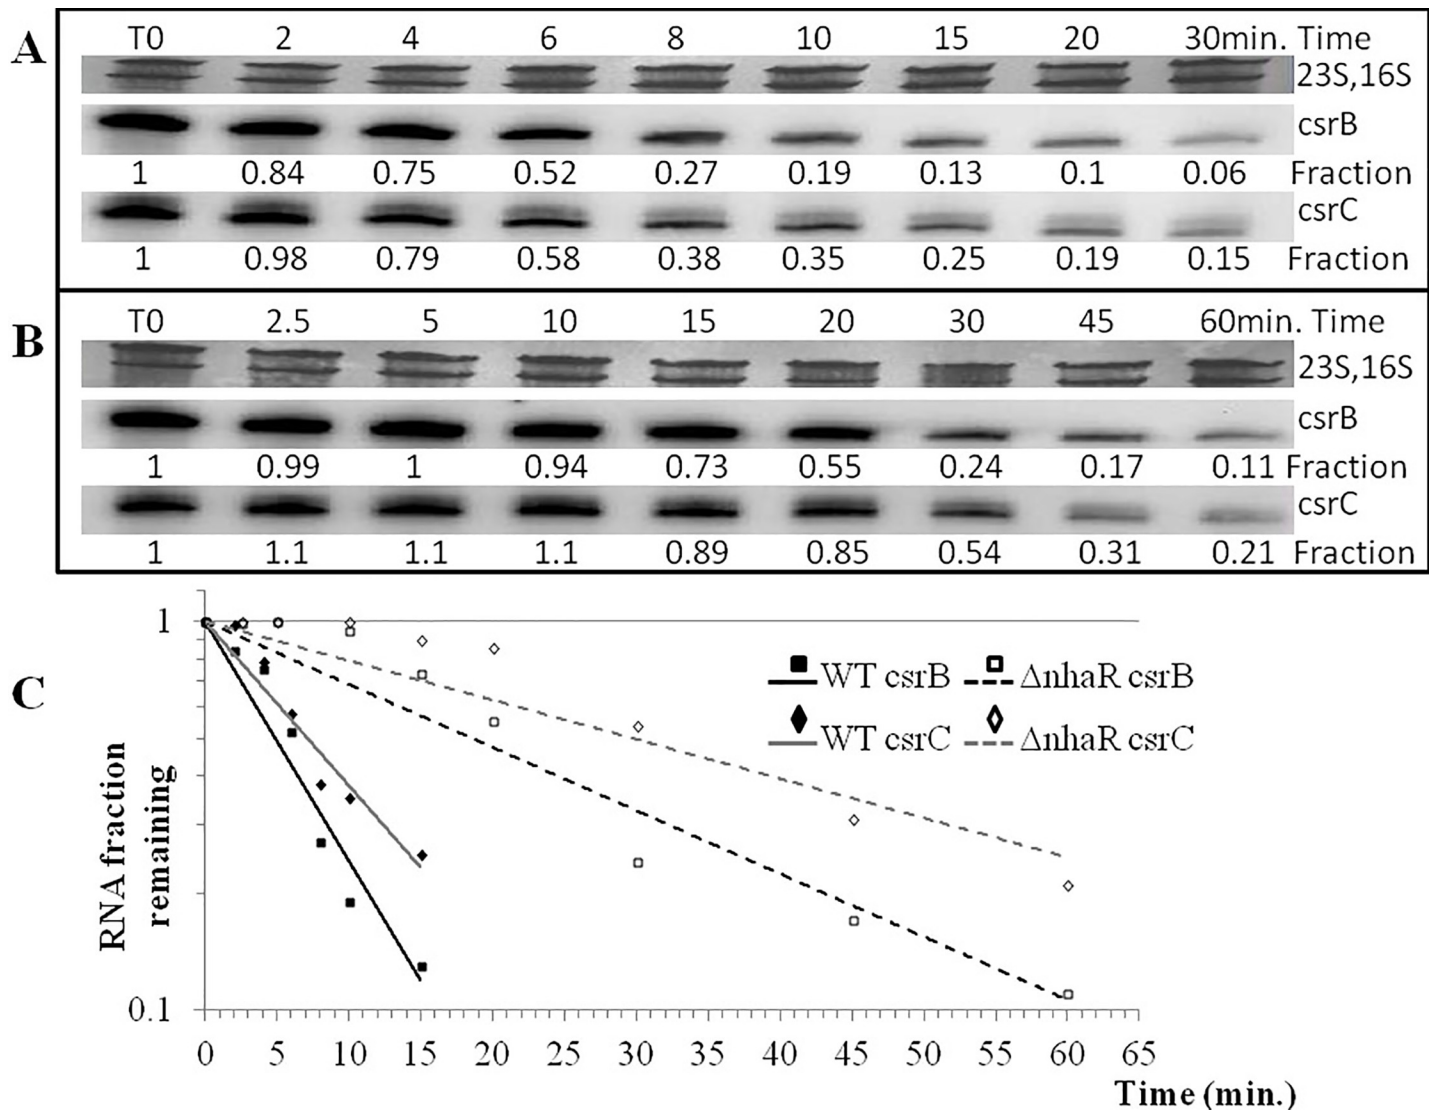 A
T0 2 4 6 8 10 15 20 30min. Time
23S,16S
csrB
1 0.84 0.75 0.52 0.27 0.19 0.13 0.1 0.06 Fraction
csrC
1 0.98 0.79 0.58 0.38 0.35 0.25 0.19 0.15 Fraction
B
T0 2.5 5 10 15 20 30 45 60min. Time
23S,16S
csrB
1 0.99 1 0.94 0.73 0.55 0.24 0.17 0.11 Fraction
csrC
1 1.1 1.1 1.1 0.89 0.85 0.54 0.31 0.21 Fraction
C
RNA fraction
remaining
1
0.1
WT csrB ΔnhaR csrB
WT csrC ΔnhaR csrC
0 5 10 15 20 25 30 35 40 45 50 55 60 65
Time (min.)